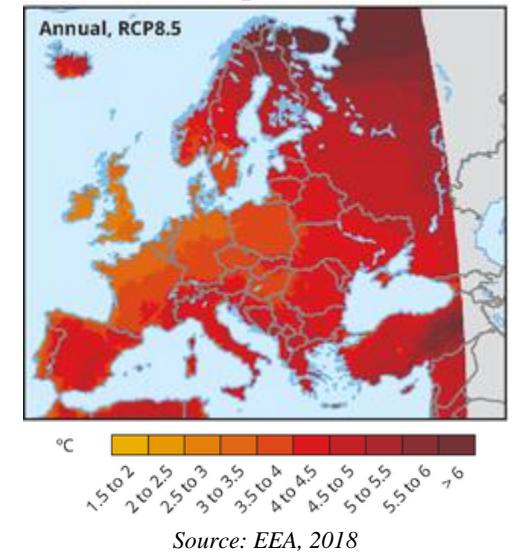 Annual, RCP8.5
°C
1.5 to 2
2 to 2.5
2.5 to 3
3 to 3.5
3.5 to 4
4 to 4.5
4.5 to 5
5 to 5.5
5.5 to 6
> 6
Source: EEA, 2018